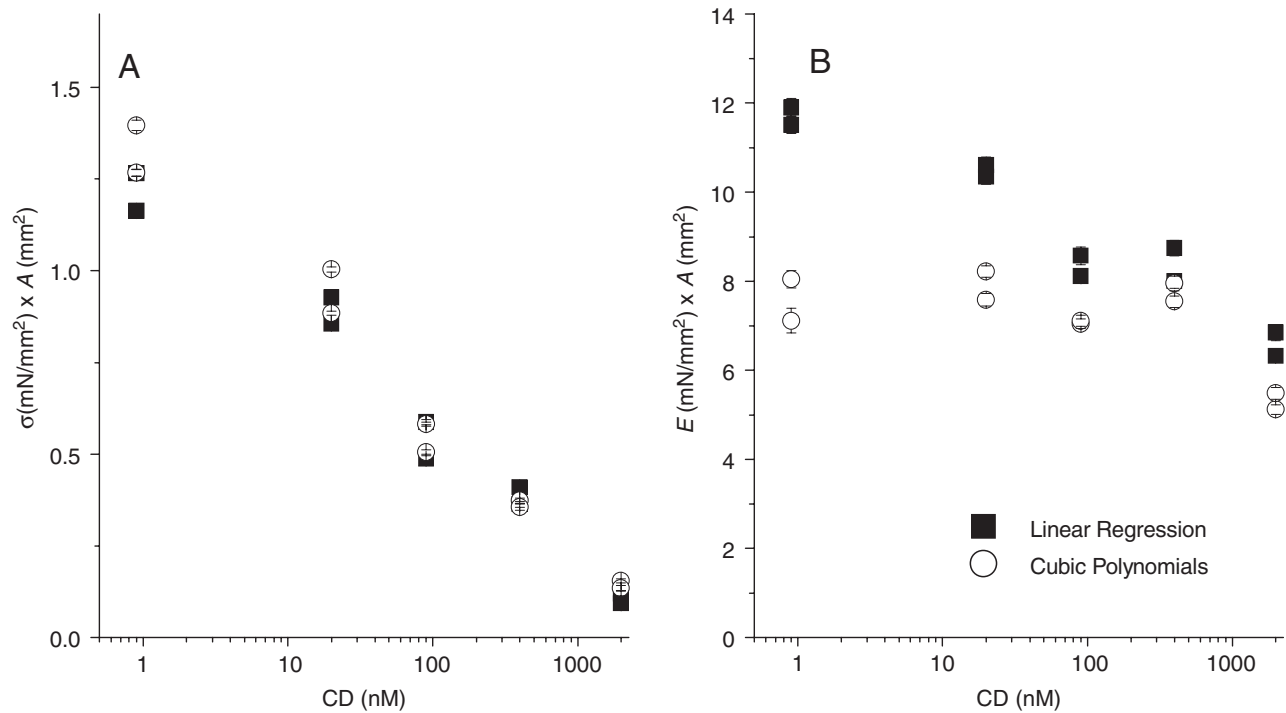 A
1.5
1.0
0.5
0.0
σ(mN/mm²) x A (mm²)
1 10 100 1000
CD (nM)
B
14
12
10
8
6
4
2
0
E (mN/mm²) x A (mm²)
Linear Regression
Cubic Polynomials
1 10 100 1000
CD (nM)